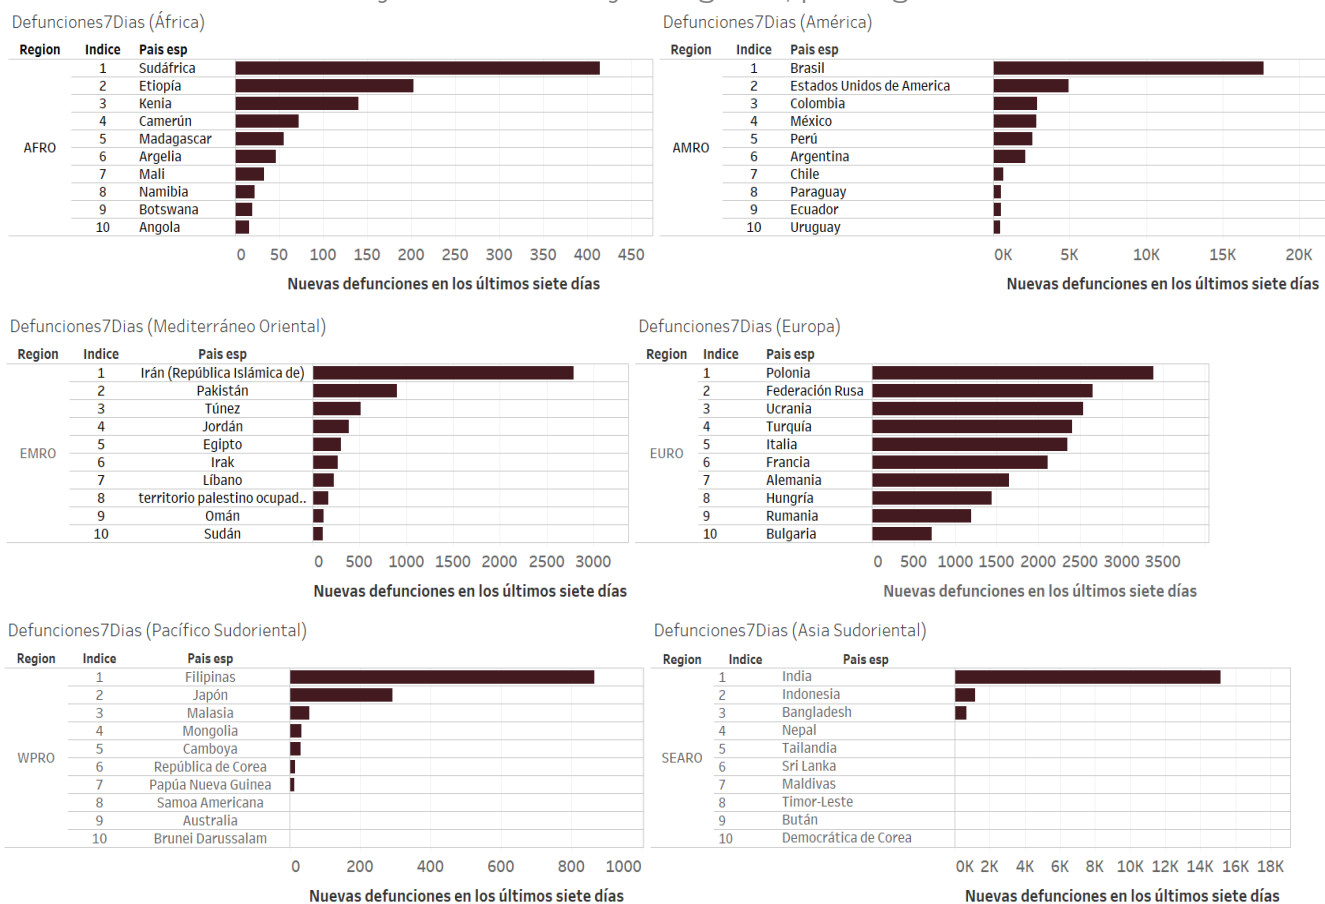 Defunciones7Dias (África)
Region Indice Pais esp
AFRO
1 Sudáfrica
2 Etiopía
3 Kenia
4 Camerún
5 Madagascar
6 Argelia
7 Mali
8 Namibia
9 Botswana
10 Angola
0 50 100 150 200 250 300 350 400 450
Nuevas defunciones en los últimos siete días
Defunciones7Dias (América)
Region Indice Pais esp
AMRO
1 Brasil
2 Estados Unidos de America
3 Colombia
4 México
5 Perú
6 Argentina
7 Chile
8 Paraguay
9 Ecuador
10 Uruguay
0K 5K 10K 15K 20K
Nuevas defunciones en los últimos siete días
Defunciones7Dias (Mediterráneo Oriental)
Region Indice Pais esp
EMRO
1 Irán (República Islámica de)
2 Pakistán
3 Túnez
4 Jordán
5 Egipto
6 Irak
7 Líbano
8 territorio palestino ocupad..
9 Omán
10 Sudán
0 500 1000 1500 2000 2500 3000
Nuevas defunciones en los últimos siete días
Defunciones7Dias (Europa)
Region Indice Pais esp
EURO
1 Polonia
2 Federación Rusa
3 Ucrania
4 Turquía
5 Italia
6 Francia
7 Alemania
8 Hungría
9 Rumania
10 Bulgaria
0 500 1000 1500 2000 2500 3000 3500
Nuevas defunciones en los últimos siete días
Defunciones7Dias (Pacífico Sudoriental)
Region Indice Pais esp
WPRO
1 Filipinas
2 Japón
3 Malasia
4 Mongolia
5 Camboya
6 República de Corea
7 Papúa Nueva Guinea
8 Samoa Americana
9 Australia
10 Brunei Darussalam
0 200 400 600 800 1000
Nuevas defunciones en los últimos siete días
Defunciones7Dias (Asia Sudoriental)
Region Indice Pais esp
SEARO
1 India
2 Indonesia
3 Bangladesh
4 Nepal
5 Tailandia
6 Sri Lanka
7 Maldivas
8 Timor-Leste
9 Bután
10 Democrática de Corea
0K 2K 4K 6K 8K 10K 12K 14K 16K 18K
Nuevas defunciones en los últimos siete días